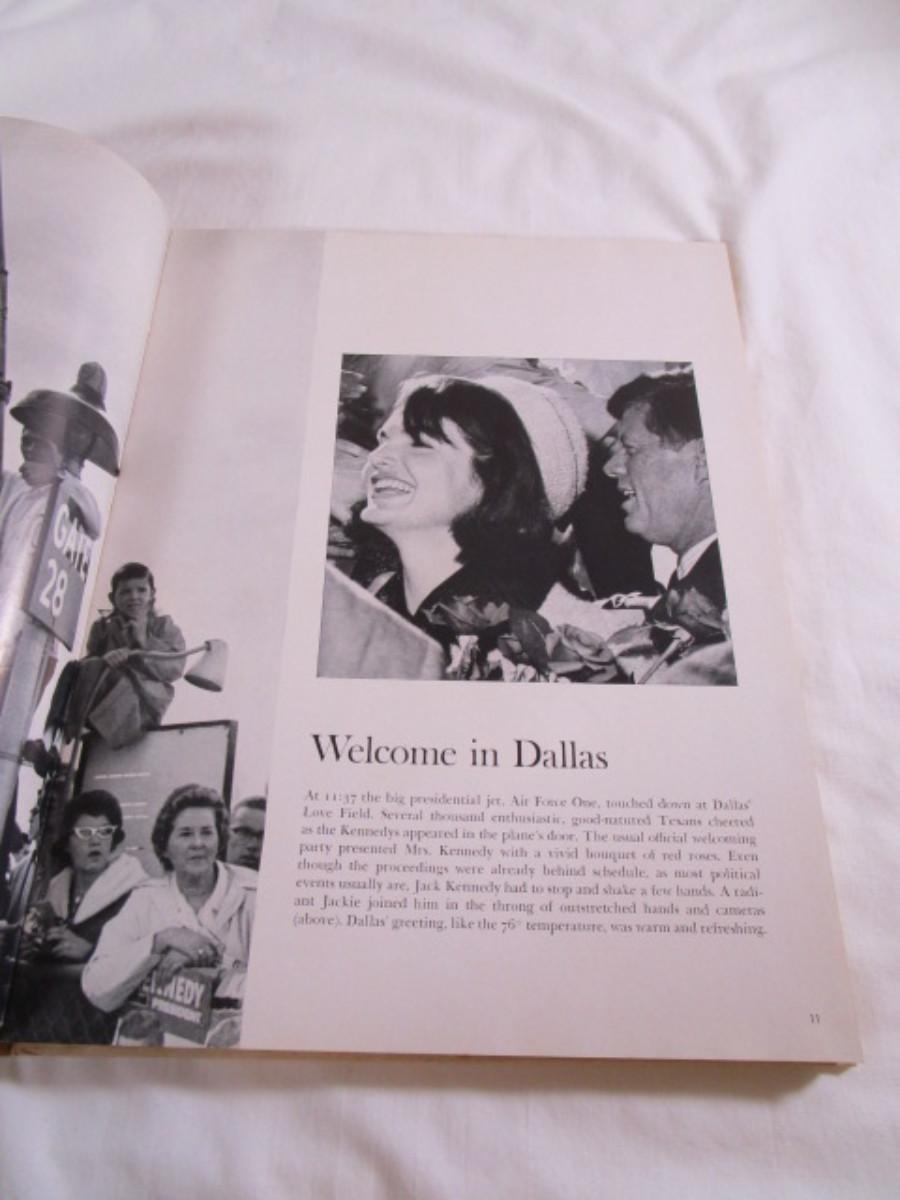 GATE
28
NNEDY
PRESIDENT
Welcome in Dallas
At 11:37 the big presidential jet, Air Force One, touched down at Dallas'
Love Field. Several thousand enthusiastic, good-natured Texans cheered
as the Kennedys appeared in the plane's door. The usual official welcoming
party presented Mrs. Kennedy with a vivid bouquet of red roses. Even
though the proceedings were already behind schedule, as most political
events usually are, Jack Kennedy had to stop and shake a few hands. A radi-
ant Jackie joined him in the throng of outstretched hands and cameras
(above). Dallas' greeting, like the 76° temperature, was warm and refreshing.